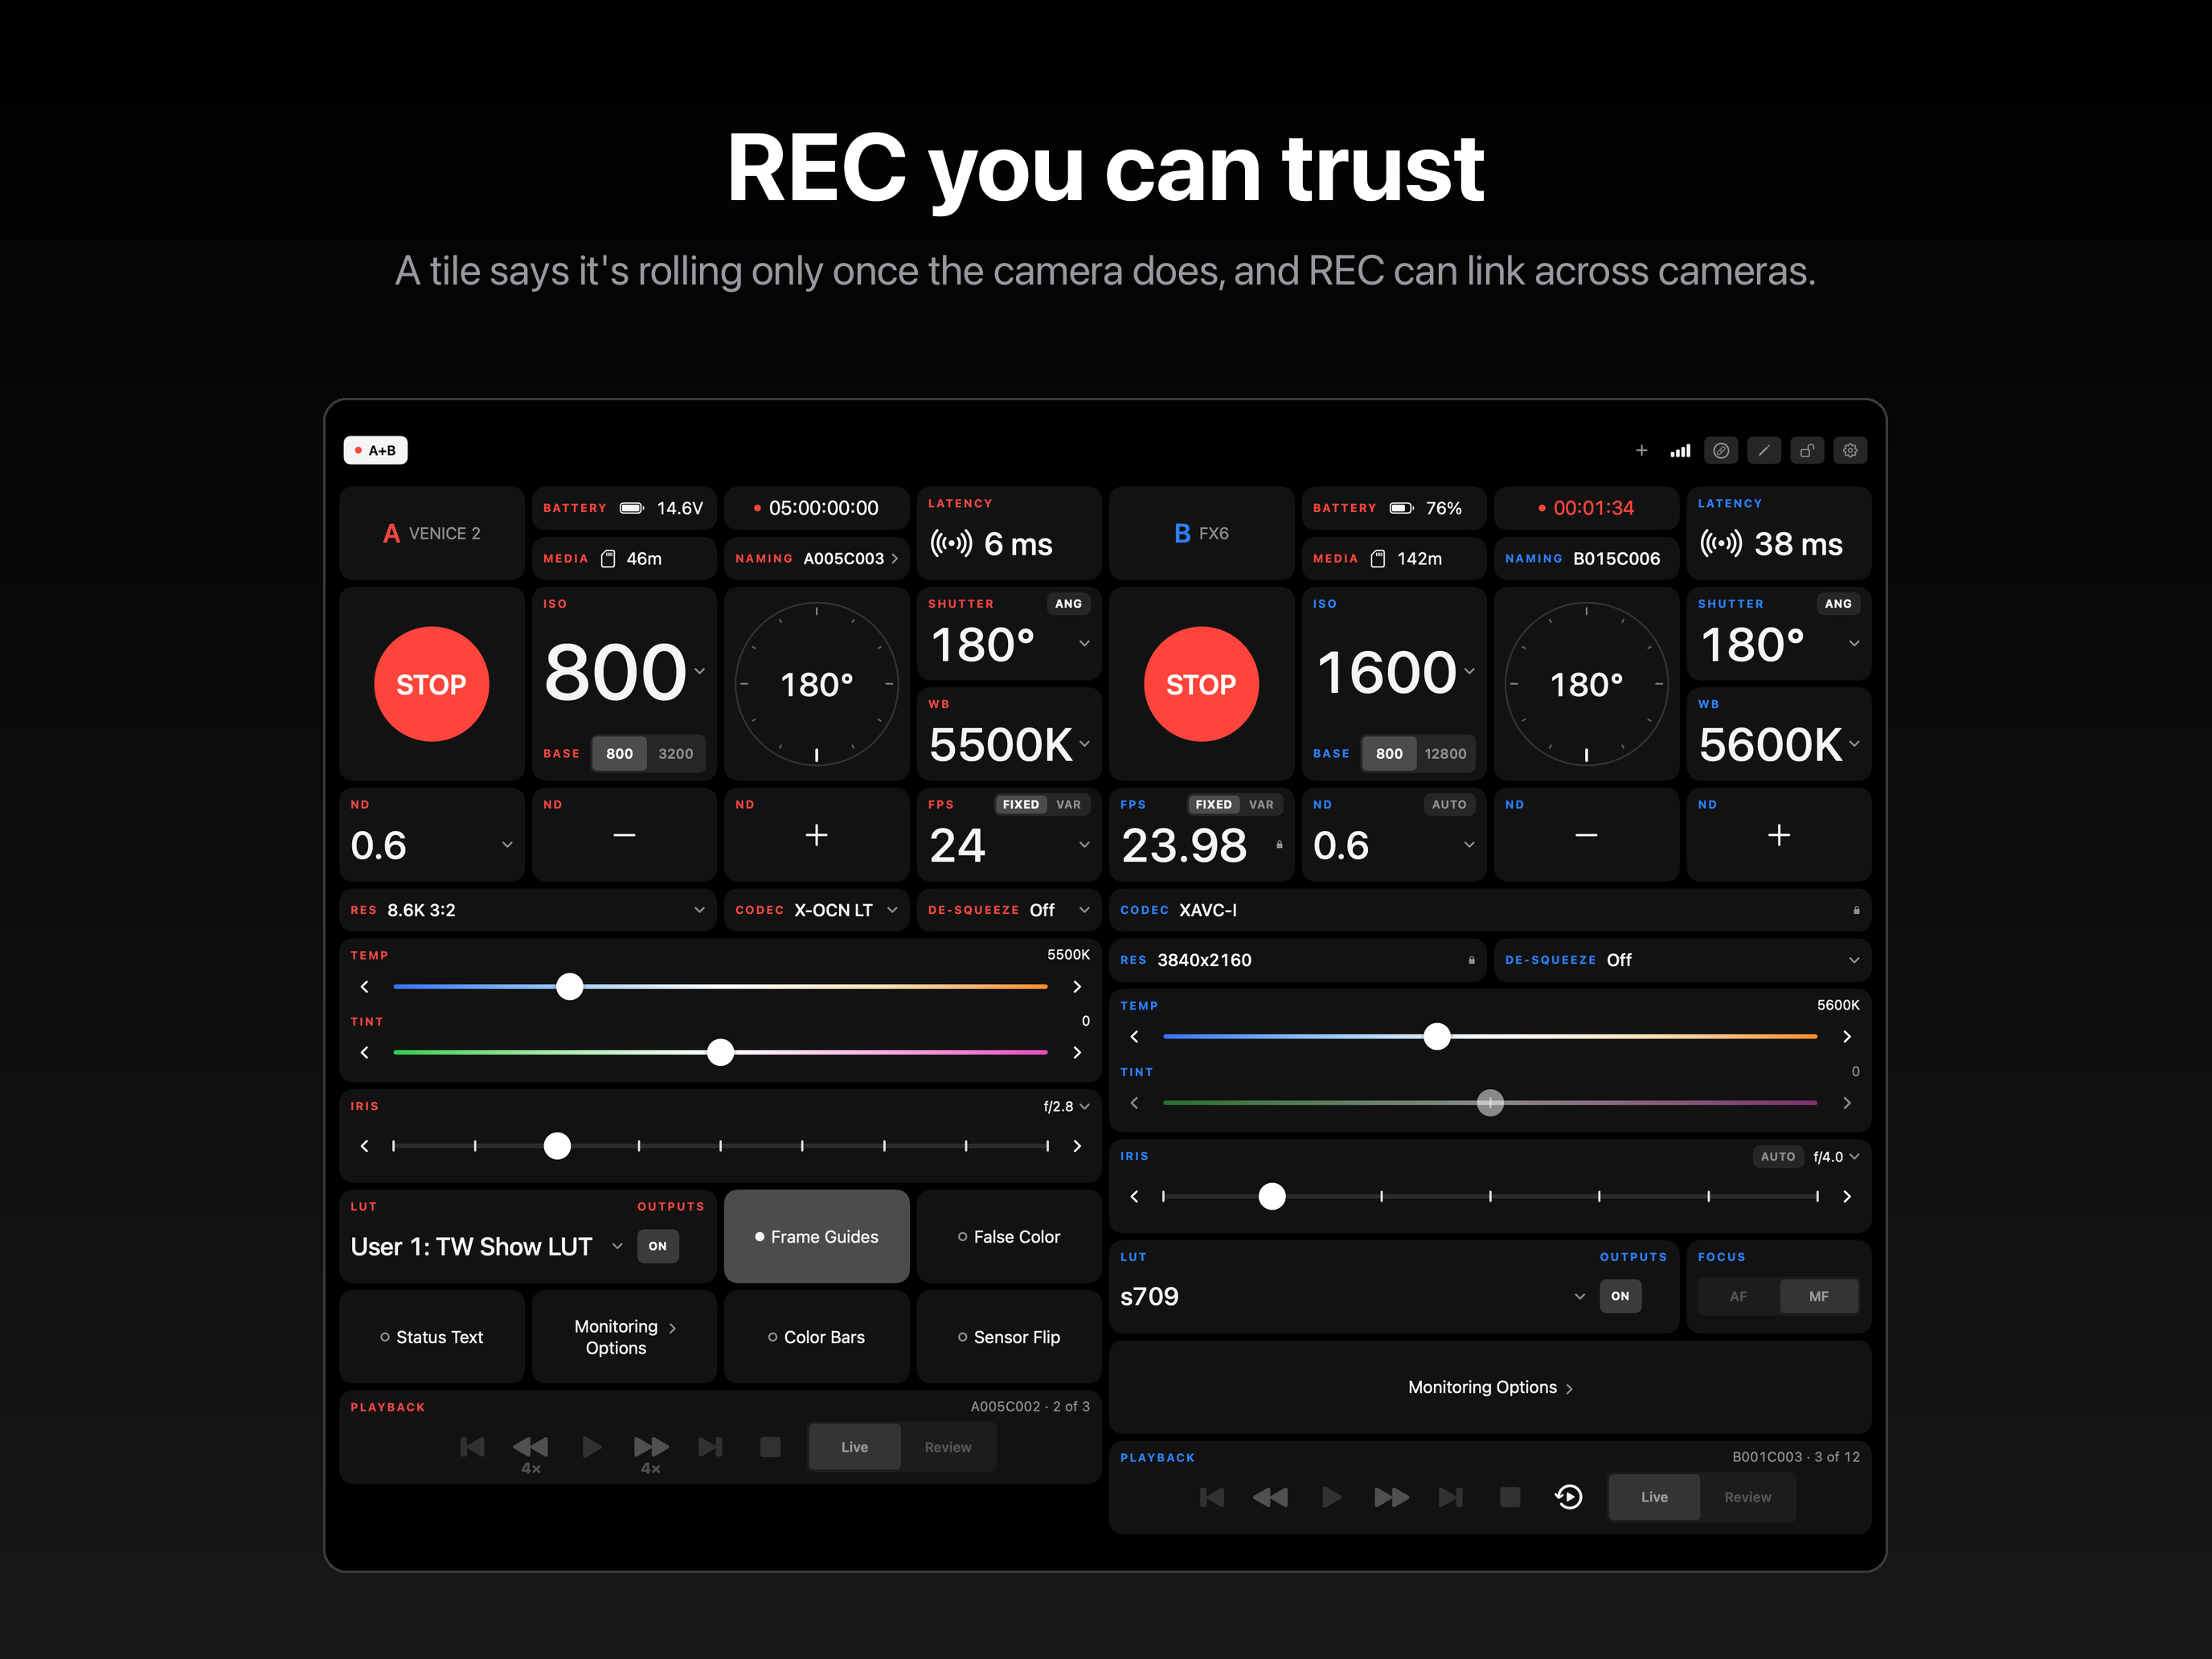 REC you can trust
A tile says it's rolling only once the camera does, and REC can link across cameras.
A+B
A VENICE 2
BATTERY 14.6V
05:00:00:00
LATENCY
6 ms
MEDIA 46m
NAMING A005C003
B FX6
BATTERY 76%
00:01:34
LATENCY
38 ms
MEDIA 142m
NAMING B015C006
STOP
ISO
800
BASE 800 3200
180°
SHUTTER ANG
180°
WB
5500K
STOP
ISO
1600
BASE 800 12800
180°
SHUTTER ANG
180°
WB
5600K
ND
0.6
ND
ND
FPS FIXED VAR
24
FPS FIXED VAR
23.98
ND AUTO
0.6
ND
ND
RES 8.6K 3:2
CODEC X-OCN LT
DE-SQUEEZE Off
CODEC XAVC-I
TEMP 5500K
TINT 0
RES 3840x2160
DE-SQUEEZE Off
TEMP 5600K
TINT 0
IRIS f/2.8
IRIS AUTO f/4.0
LUT OUTPUTS
User 1: TW Show LUT ON
Frame Guides
False Color
LUT OUTPUTS
s709 ON
FOCUS
AF MF
Status Text
Monitoring
Options
Color Bars
Sensor Flip
Monitoring Options
PLAYBACK A005C002 · 2 of 3
4x 4x
Live Review
PLAYBACK B001C003 · 3 of 12
Live Review